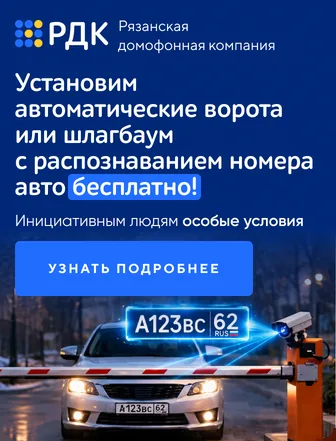 РДК
Рязанская
домофонная компания
Установим
автоматические ворота
или шлагбаум
с распознаванием номера
авто бесплатно!
Инициативным людям особые условия
УЗНАТЬ ПОДРОБНЕЕ
А123ВС 62
RUS
А123ВС 62